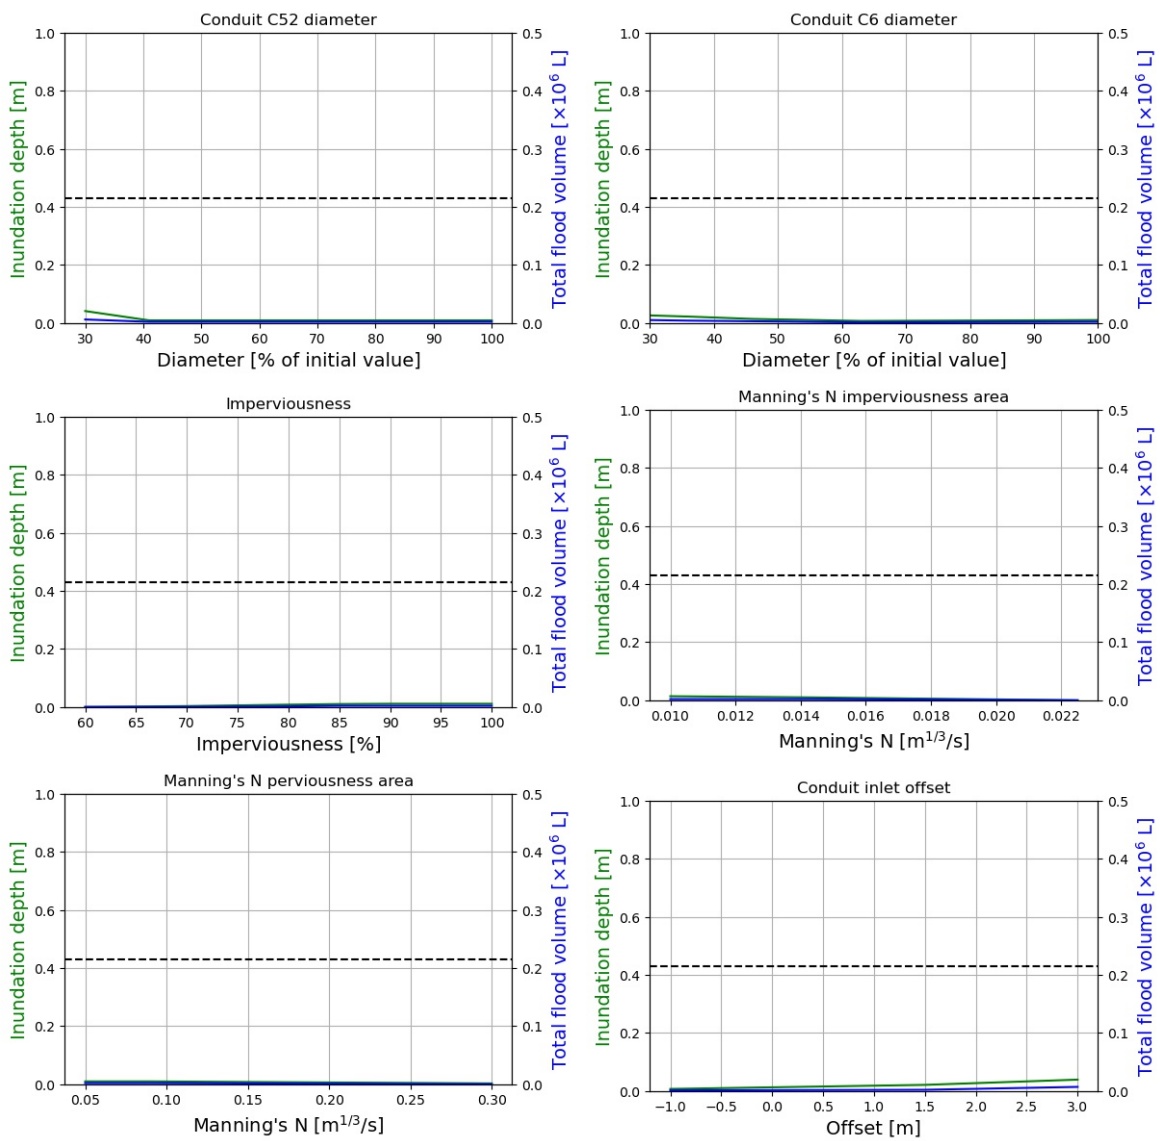 Conduit C52 diameter
1.0
0.8
0.6
0.4
0.2
0.0
Inundation depth [m]
0.5
0.4
0.3
0.2
0.1
0.0
Total flood volume [×10⁶ L]
30 40 50 60 70 80 90 100
Diameter [% of initial value]
Conduit C6 diameter
1.0
0.8
0.6
0.4
0.2
0.0
Inundation depth [m]
0.5
0.4
0.3
0.2
0.1
0.0
Total flood volume [×10⁶ L]
30 40 50 60 70 80 90 100
Diameter [% of initial value]
Imperviousness
1.0
0.8
0.6
0.4
0.2
0.0
Inundation depth [m]
0.5
0.4
0.3
0.2
0.1
0.0
Total flood volume [×10⁶ L]
60 65 70 75 80 85 90 95 100
Imperviousness [%]
Manning's N imperviousness area
1.0
0.8
0.6
0.4
0.2
0.0
Inundation depth [m]
0.5
0.4
0.3
0.2
0.1
0.0
Total flood volume [×10⁶ L]
0.010 0.012 0.014 0.016 0.018 0.020 0.022
Manning's N [m¹ᐟ³/s]
Manning's N perviousness area
1.0
0.8
0.6
0.4
0.2
0.0
Inundation depth [m]
0.5
0.4
0.3
0.2
0.1
0.0
Total flood volume [×10⁶ L]
0.05 0.10 0.15 0.20 0.25 0.30
Manning's N [m¹ᐟ³/s]
Conduit inlet offset
1.0
0.8
0.6
0.4
0.2
0.0
Inundation depth [m]
0.5
0.4
0.3
0.2
0.1
0.0
Total flood volume [×10⁶ L]
−1.0 −0.5 0.0 0.5 1.0 1.5 2.0 2.5 3.0
Offset [m]